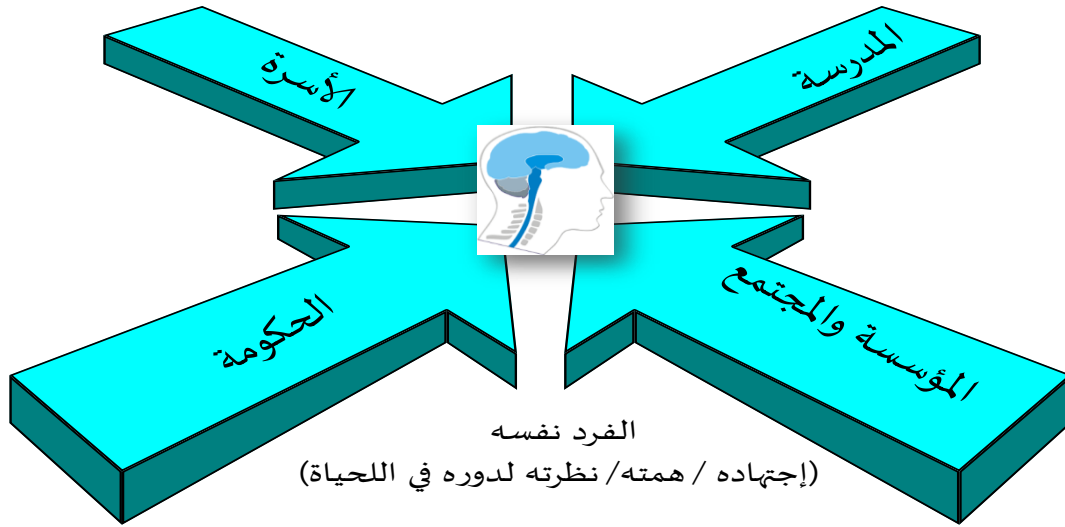 المدرسة
الأسرة
المؤسسة والمجتمع
الحكومة
الفرد نفسه
(إجتهاده / همته/ نظرته لدوره في اللحياة)